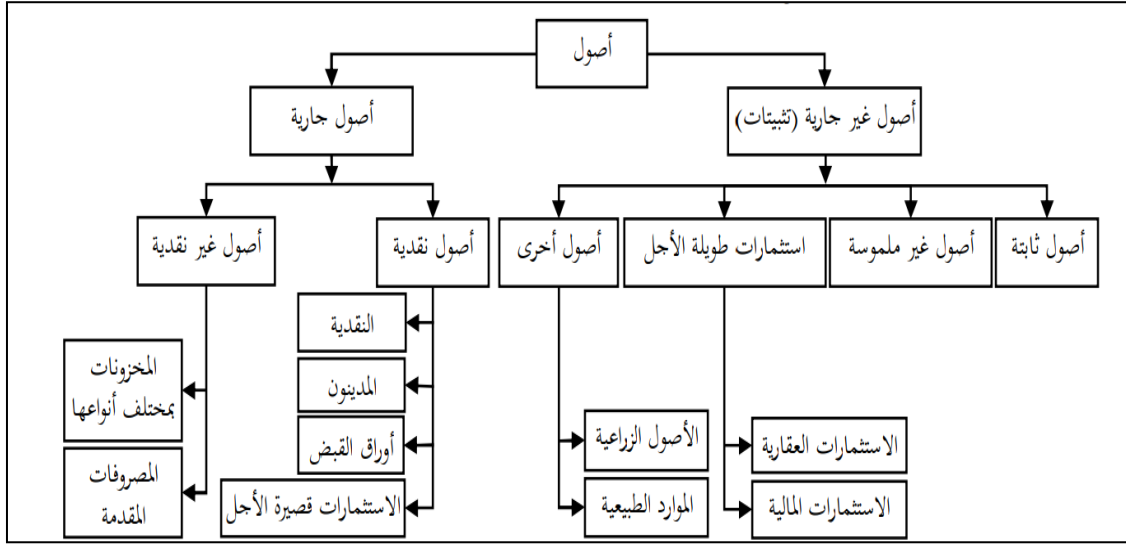 أصول
أصول غير جارية (تثبيتات)
أصول جارية
أصول ثابتة
أصول غير ملموسة
استثمارات طويلة الأجل
أصول أخرى
أصول نقدية
أصول غير نقدية
الاستثمارات العقارية
الاستثمارات المالية
الأصول الزراعية
الموارد الطبيعية
النقدية
المدينون
أوراق القبض
الاستثمارات قصيرة الأجل
المخزونات
بمختلف أنواعها
المصروفات
المقدمة